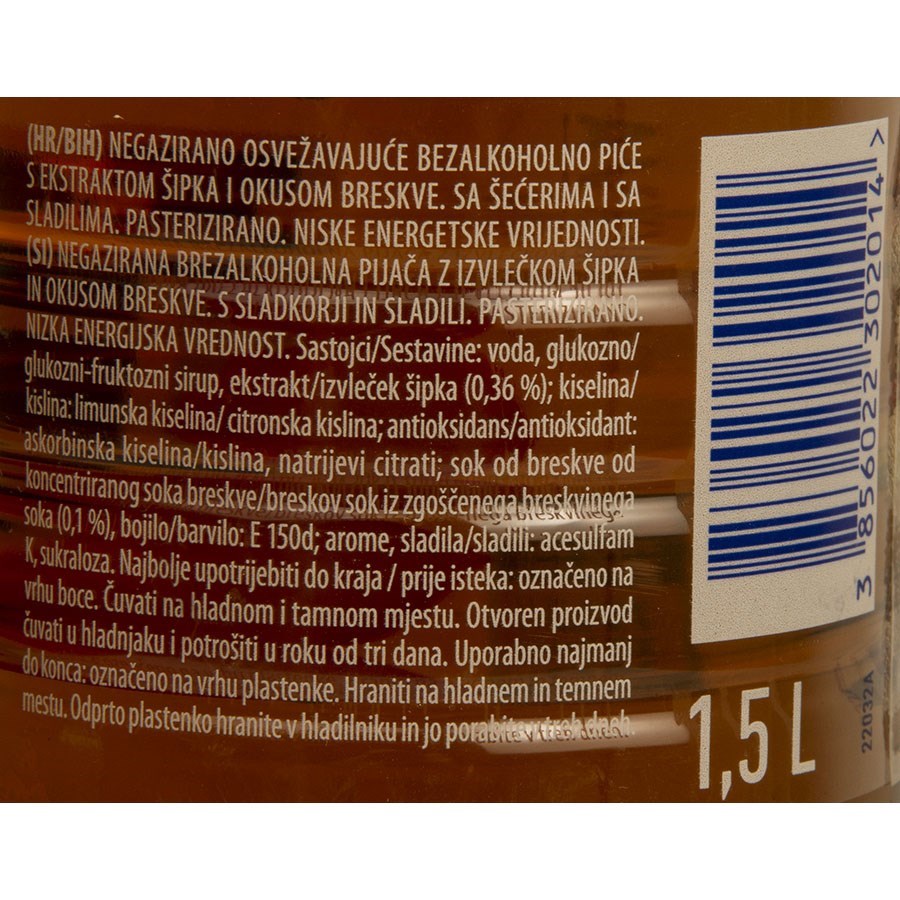 (HR/BIH) NEGAZIRANO OSVEŽAVAJUĆE BEZALKOHOLNO PIĆE
S EKSTRAKTOM ŠIPKA I OKUSOM BRESKVE. SA ŠEĆERIMA I SA
SLADILIMA. PASTERIZIRANO. NISKE ENERGETSKE VRIJEDNOSTI.
(SI) NEGAZIRANA BREZALKOHOLNA PIJAČA Z IZVLEČKOM ŠIPKA
IN OKUSOM BRESKVE. S SLADKORJI IN SLADILI. PASTERIZIRANO.
NIZKA ENERGIJSKA VREDNOST. Sastojci/Sestavine: voda, glukozno/
glukozni-fruktozni sirup, ekstrakt/izvleček šipka (0,36 %); kiselina/
kislina: limunska kiselina/ citronska kislina; antioksidans/antioksidant:
askorbinska kiselina/kislina, natrijevi citrati; sok od breskve od
koncentriranog soka breskve/breskov sok iz zgoščenega breskvinega
soka (0,1 %), bojilo/barvilo: E 150d; arome, sladila/sladili: acesulfam
K, sukraloza. Najbolje upotrijebiti do kraja / prije isteka: označeno na
vrhu boce. Čuvati na hladnom i tamnom mjestu. Otvoren proizvod
čuvati u hladnjaku i potrošiti u roku od tri dana. Uporabno najmanj
do konca: označeno na vrhu plastenke. Hraniti na hladnem in temnem
mestu. Odprto plastenko hranite v hladilniku in jo porabite v treh dneh.
3 856022 302014 >
1,5 L
22032A